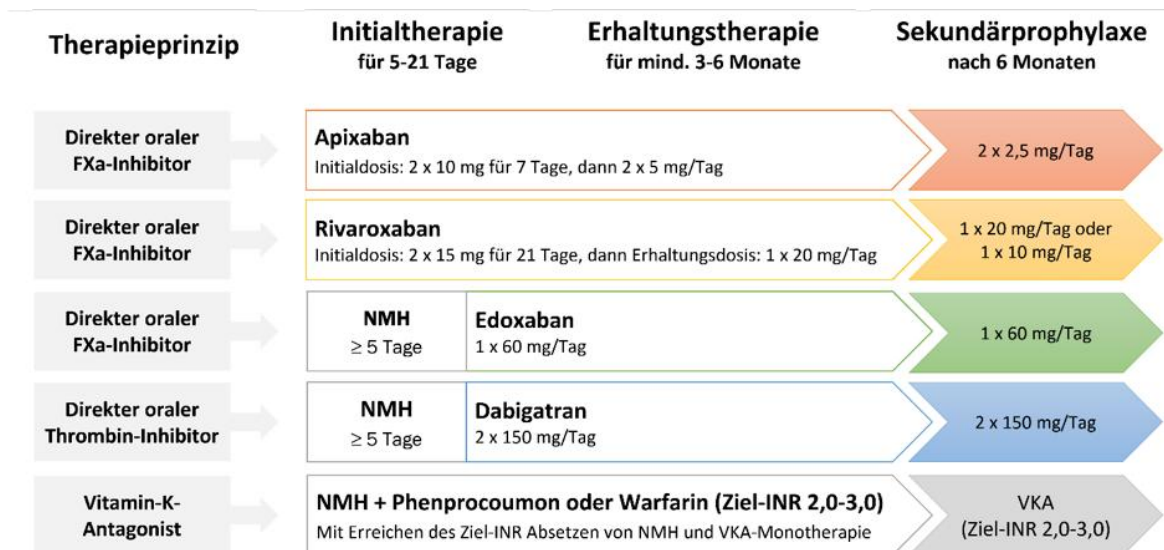 Therapieprinzip
Initialtherapie
für 5-21 Tage
Erhaltungstherapie
für mind. 3-6 Monate
Sekundärprophylaxe
nach 6 Monaten
Direkter oraler
FXa-Inhibitor
Apixaban
Initialdosis: 2 x 10 mg für 7 Tage, dann 2 x 5 mg/Tag
2 x 2,5 mg/Tag
Direkter oraler
FXa-Inhibitor
Rivaroxaban
Initialdosis: 2 x 15 mg für 21 Tage, dann Erhaltungsdosis: 1 x 20 mg/Tag
1 x 20 mg/Tag oder
1 x 10 mg/Tag
Direkter oraler
FXa-Inhibitor
NMH
≥ 5 Tage
Edoxaban
1 x 60 mg/Tag
1 x 60 mg/Tag
Direkter oraler
Thrombin-Inhibitor
NMH
≥ 5 Tage
Dabigatran
2 x 150 mg/Tag
2 x 150 mg/Tag
Vitamin-K-
Antagonist
NMH + Phenprocoumon oder Warfarin (Ziel-INR 2,0-3,0)
Mit Erreichen des Ziel-INR Absetzen von NMH und VKA-Monotherapie
VKA
(Ziel-INR 2,0-3,0)